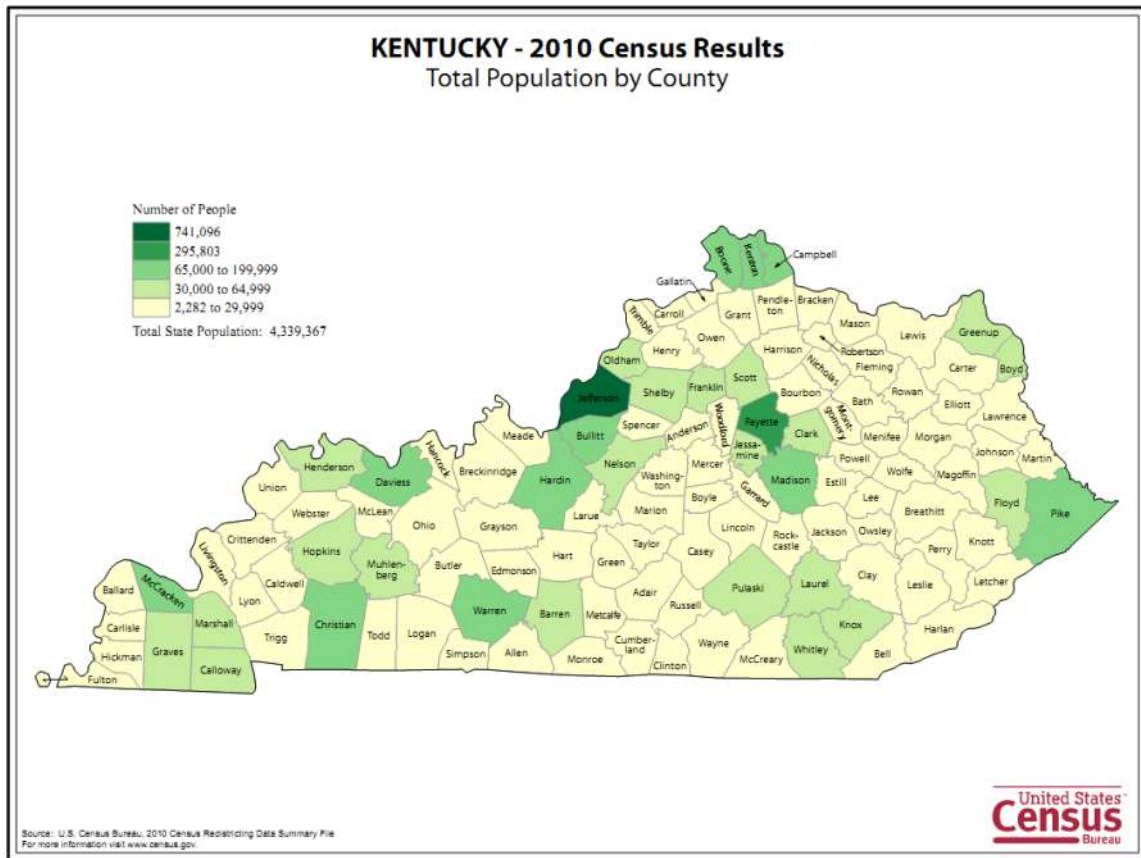 KENTUCKY - 2010 Census Results
Total Population by County
Number of People
741,096
295,803
65,000 to 199,999
30,000 to 64,999
2,282 to 29,999
Total State Population: 4,339,367
Boone
Kenton
Campbell
Gallatin
Pendle-
ton
Bracken
Trimble
Carroll
Grant
Mason
Lewis
Greenup
Owen
Robertson
Oldham
Henry
Harrison
Fleming
Carter
Boyd
Nicholas
Jefferson
Shelby
Franklin
Scott
Bourbon
Rowan
Bath
Elliott
Lawrence
Spencer
Anderson
Woodford
Fayette
Clark
Mont-
gomery
Menifee
Morgan
Meade
Bullitt
Jessa-
mine
Powell
Johnson
Martin
Hancock
Breckinridge
Nelson
Mercer
Wolfe
Magoffin
Henderson
Daviess
Hardin
Washing-
ton
Garrard
Madison
Estill
Union
Lee
Floyd
Pike
Webster
McLean
Ohio
Grayson
Larue
Marion
Boyle
Lincoln
Rock-
castle
Jackson
Owsley
Breathitt
Crittenden
Livingston
Hopkins
Muhlen-
berg
Butler
Edmonson
Hart
Green
Taylor
Casey
Perry
Knott
Ballard
McCracken
Lyon
Caldwell
Pulaski
Laurel
Clay
Leslie
Letcher
Carlisle
Graves
Marshall
Trigg
Christian
Todd
Logan
Warren
Barren
Metcalfe
Adair
Russell
Knox
Harlan
Hickman
Fulton
Calloway
Simpson
Allen
Monroe
Cumber-
land
Clinton
Wayne
McCreary
Whitley
Bell
Source: U.S. Census Bureau, 2010 Census Redistricting Data Summary File
For more information visit www.census.gov.
United States™
Census
Bureau